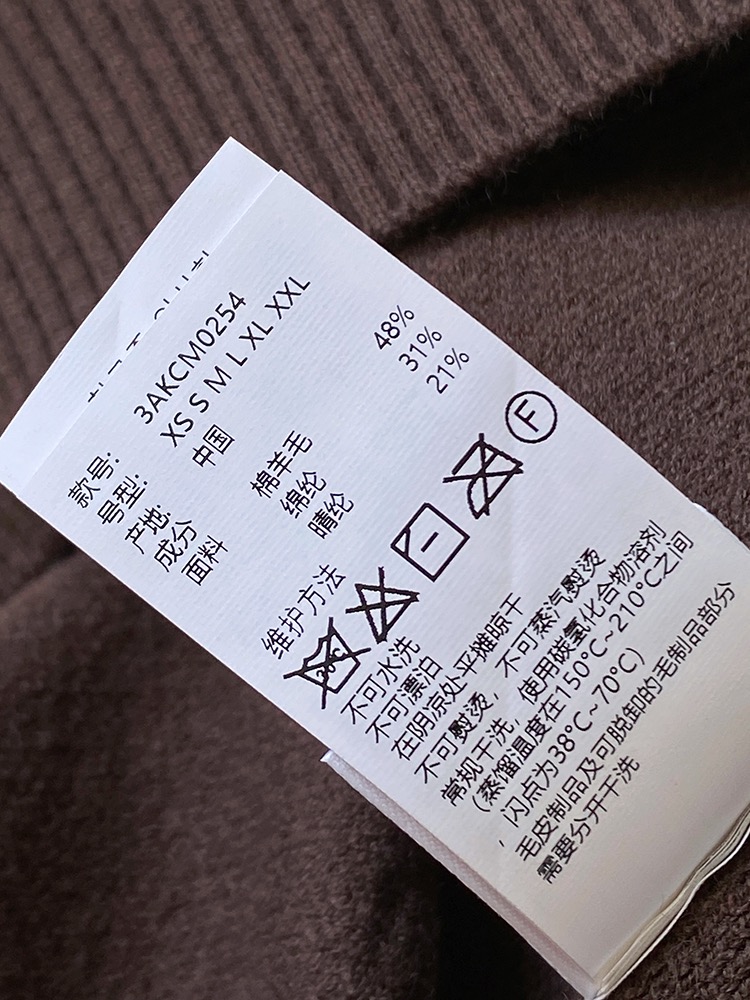 款号: 3AKCM0254
号型: XS S M L XL XXL
产地: 中国
成分
面料 棉羊毛 48%
绵纶 31%
晴纶 21%
维护方法
F
不可水洗
不可漂泊
在阴凉处平摊晾干
不可熨烫，不可蒸汽熨烫
常规干洗，使用碳氢化合物溶剂
（蒸馏温度在150°C~210°C之间
，闪点为38°C~70°C）
毛皮制品及可脱卸的毛制品部分
需要分开干洗